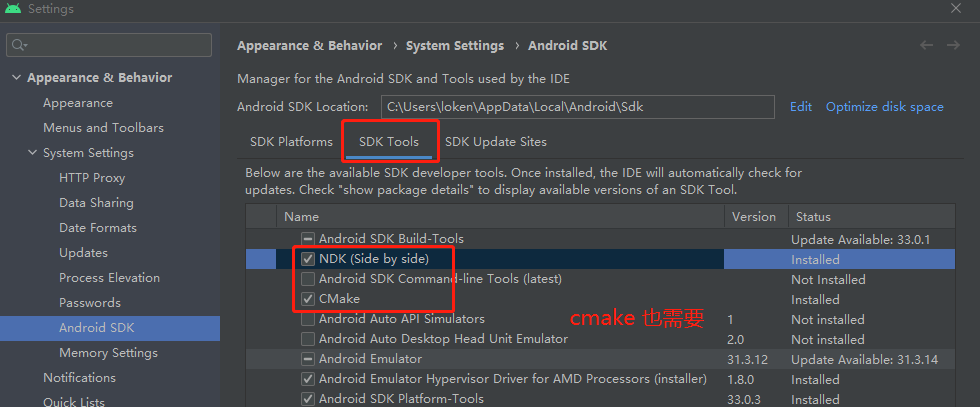 Settings
Appearance & Behavior
Appearance
Menus and Toolbars
System Settings
HTTP Proxy
Data Sharing
Date Formats
Updates
Process Elevation
Passwords
Android SDK
Memory Settings
Notifications
Quick Lists
Appearance & Behavior › System Settings › Android SDK
Manager for the Android SDK and Tools used by the IDE
Android SDK Location: C:\Users\loken\AppData\Local\Android\Sdk Edit Optimize disk space
SDK Platforms SDK Tools SDK Update Sites
Below are the available SDK developer tools. Once installed, the IDE will automatically check for
updates. Check "show package details" to display available versions of an SDK Tool.
Name Version Status
Android SDK Build-Tools Update Available: 33.0.1
NDK (Side by side) Installed
Android SDK Command-line Tools (latest) Not Installed
CMake Installed
cmake 也需要
Android Auto API Simulators 1 Not installed
Android Auto Desktop Head Unit Emulator 2.0 Not installed
Android Emulator 31.3.12 Update Available: 31.3.14
Android Emulator Hypervisor Driver for AMD Processors (installer) 1.8.0 Installed
Android SDK Platform-Tools 33.0.3 Installed